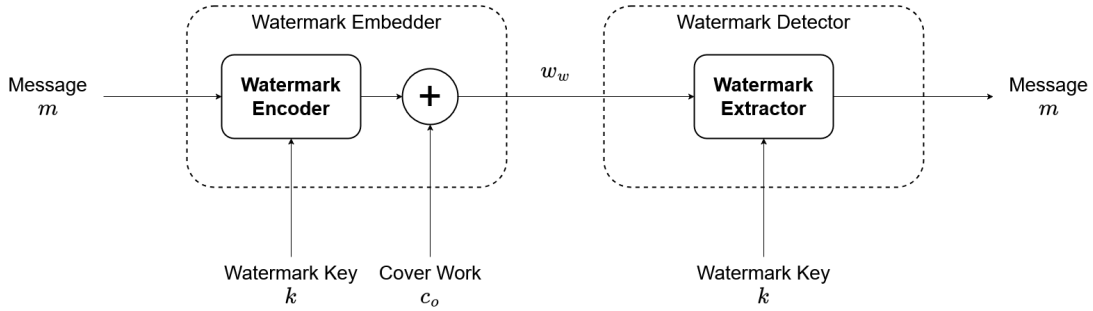 Watermark Embedder
Watermark Detector
Message
m
Watermark
Encoder
+
w_w
Watermark
Extractor
Message
m
Watermark Key
k
Cover Work
c_o
Watermark Key
k